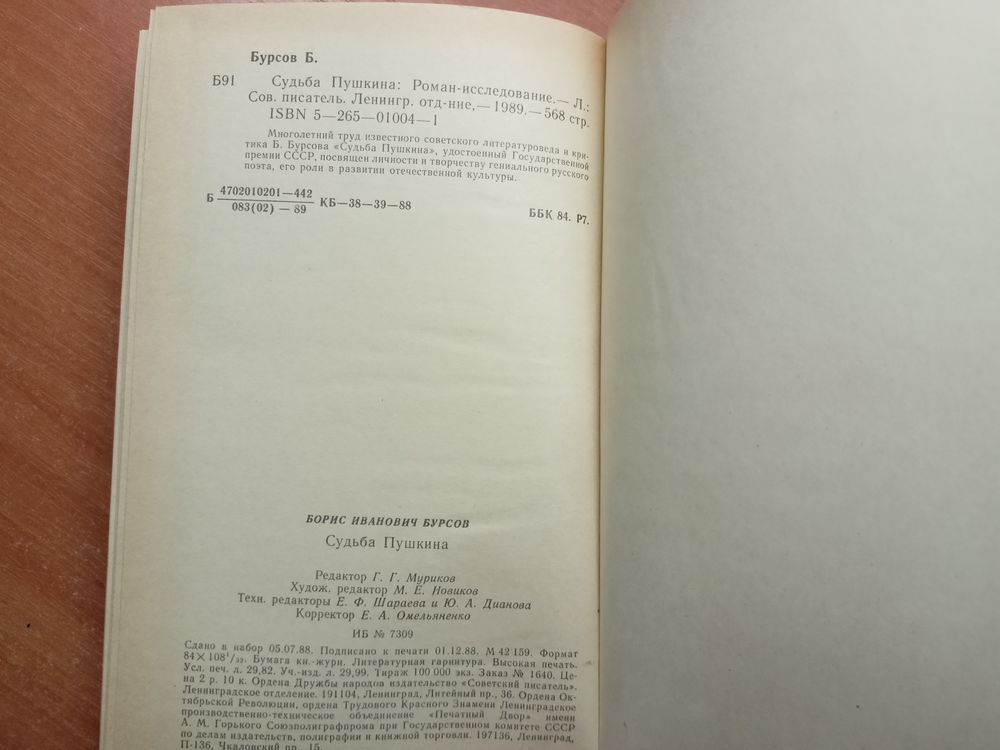 Бурсов Б.
Б91 Судьба Пушкина: Роман-исследование.— Л.:
Сов. писатель. Ленингр. отд-ние,— 1989.— 568 стр.
ISBN 5—265—01004—1
Многолетний труд известного советского литературоведа и кри-
тика Б. Бурсова «Судьба Пушкина», удостоенный Государственной
премии СССР, посвящен личности и творчеству гениального русского
поэта, его роли в развитии отечественной культуры.
Б 4702010201—442
083(02) — 89
КБ—38—39—88
ББК 84. Р7.
БОРИС ИВАНОВИЧ БУРСОВ
Судьба Пушкина
Редактор Г. Г. Муриков
Худож. редактор М. Е. Новиков
Техн. редакторы Е. Ф. Шараева и Ю. А. Дианова
Корректор Е. А. Омельяненко
ИБ № 7309
Сдано в набор 05.07.88. Подписано к печати 01.12.88. М 42 159. Формат
84×108¹/₃₂. Бумага кн.-журн. Литературная гарнитура. Высокая печать.
Усл. печ. л. 29,82. Уч.-изд. л. 29,99. Тираж 100 000 экз. Заказ № 1640. Це-
на 2 р. 10 к. Ордена Дружбы народов издательство «Советский писатель».
Ленинградское отделение. 191104, Ленинград, Литейный пр., 36. Ордена Ок-
тябрьской Революции, ордена Трудового Красного Знамени Ленинградское
производственно-техническое объединение «Печатный Двор» имени
А. М. Горького Союзполиграфпрома при Государственном комитете СССР
по делам издательств, полиграфии и книжной торговли. 197136, Ленинград,
П-136, Чкаловский пр., 15.